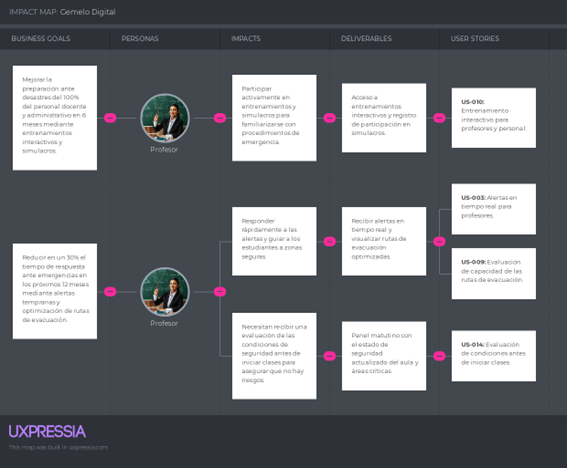 IMPACT MAP: Gemelo Digital
BUSINESS GOALS
PERSONAS
IMPACTS
DELIVERABLES
USER STORIES
Mejorar la
preparación ante
desastres del 100%
del personal docente
y administrativo en 6
meses mediante
entrenamientos
interactivos y
simulacros.
Profesor
Participar
activamente en
entrenamientos y
simulacros para
familiarizarse con
procedimientos de
emergencia.
Acceso a
entrenamientos
interactivos y registro
de participación en
simulacros.
US-010:
Entrenamiento
interactivo para
profesores y personal
Reducir en un 30% el
tiempo de respuesta
ante emergencias en
los próximos 12 meses
mediante alertas
tempranas y
optimización de rutas
de evacuación.
Profesor
Responder
rápidamente a las
alertas y guiar a los
estudiantes a zonas
seguras.
Recibir alertas en
tiempo real y
visualizar rutas de
evacuación
optimizadas.
US-003: Alertas en
tiempo real para
profesores.
US-009: Evaluación
de capacidad de las
rutas de evacuación
Necesitan recibir una
evaluación de las
condiciones de
seguridad antes de
iniciar clases para
asegurar que no hay
riesgos
Panel matutino con
el estado de
seguridad
actualizado del aula y
áreas críticas.
US-014: Evaluación
de condiciones antes
de iniciar clases
UXPRESSIA
This map was built in uxpressia.com